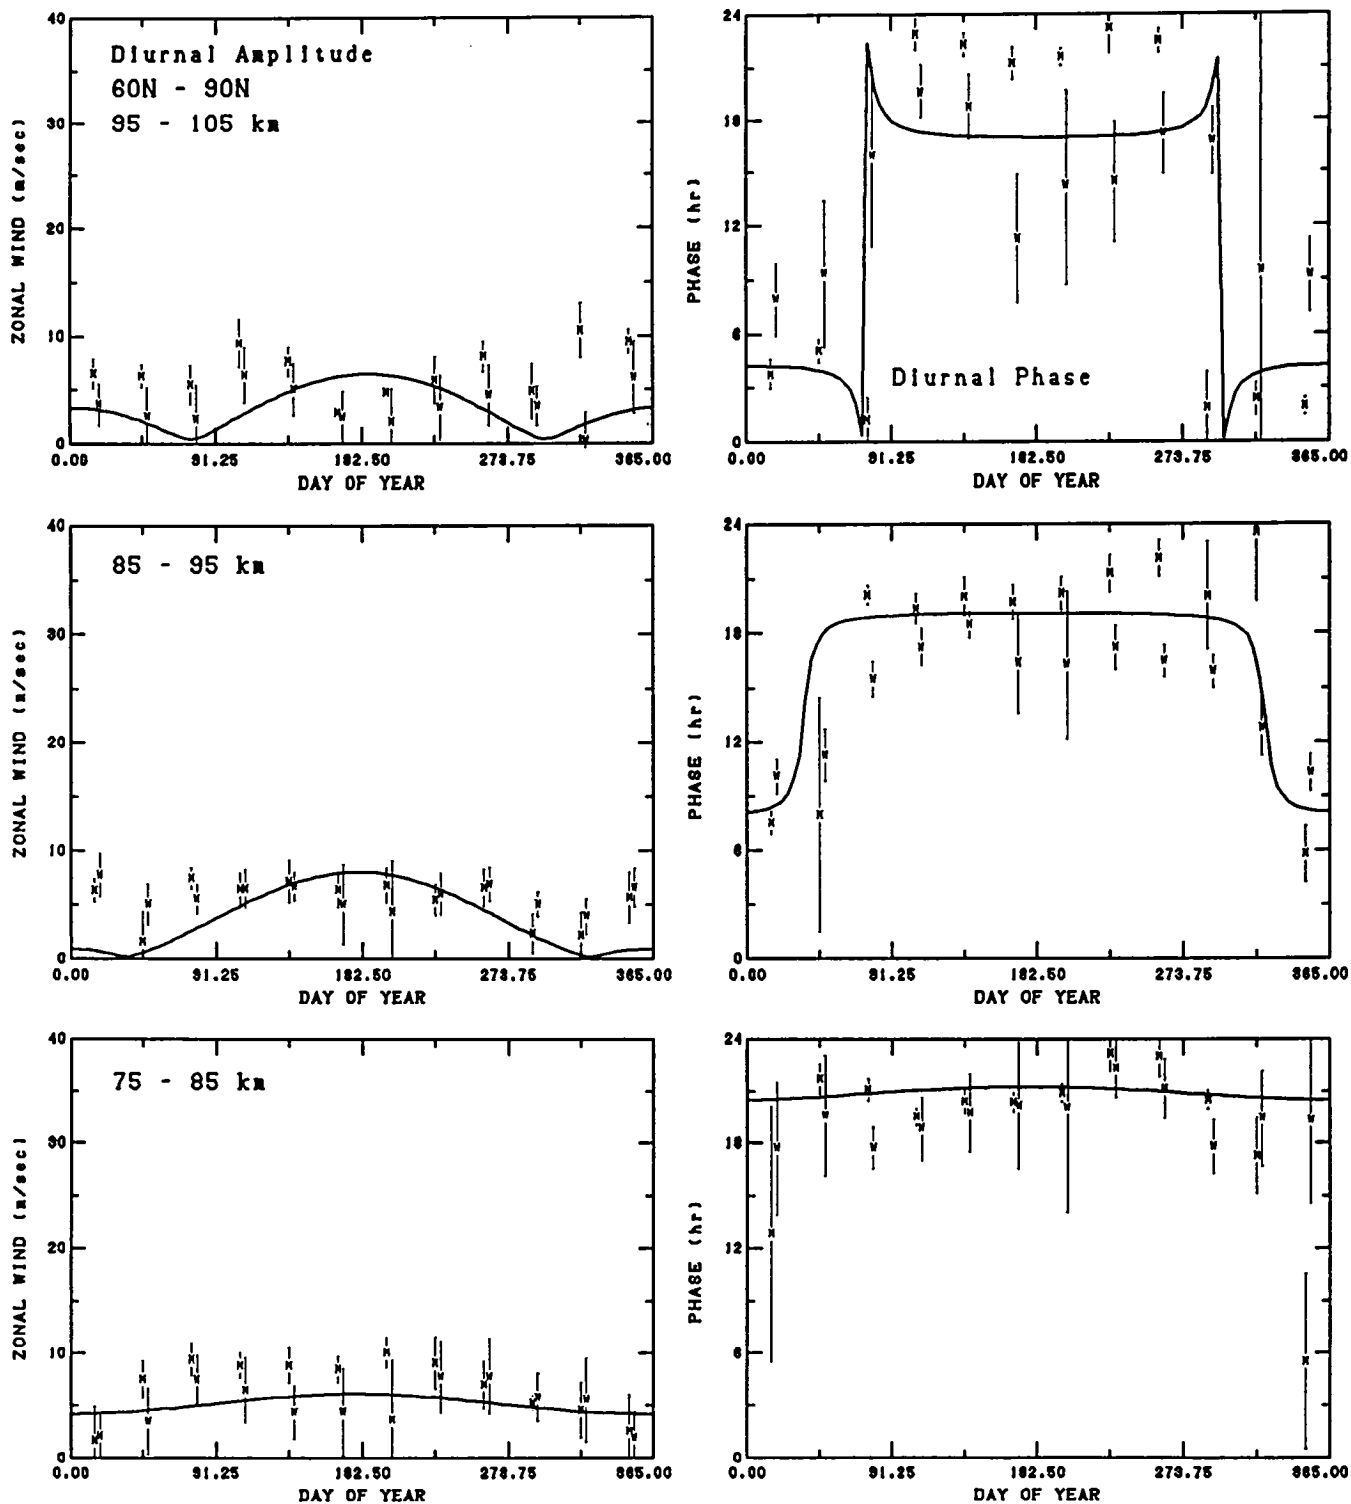 40
30
20
10
0
ZONAL WIND (m/sec)
Diurnal Amplitude
60N - 90N
95 - 105 km
0.00 91.25 182.50 273.75 365.00
DAY OF YEAR
24
18
12
6
0
PHASE (hr)
Diurnal Phase
0.00 91.25 182.50 273.75 365.00
DAY OF YEAR
40
30
20
10
0
ZONAL WIND (m/sec)
85 - 95 km
0.00 91.25 182.50 273.75 365.00
DAY OF YEAR
24
18
12
6
0
PHASE (hr)
0.00 91.25 182.50 273.75 365.00
DAY OF YEAR
40
30
20
10
0
ZONAL WIND (m/sec)
75 - 85 km
0.00 91.25 182.50 273.75 365.00
DAY OF YEAR
24
18
12
6
0
PHASE (hr)
0.00 91.25 182.50 273.75 365.00
DAY OF YEAR